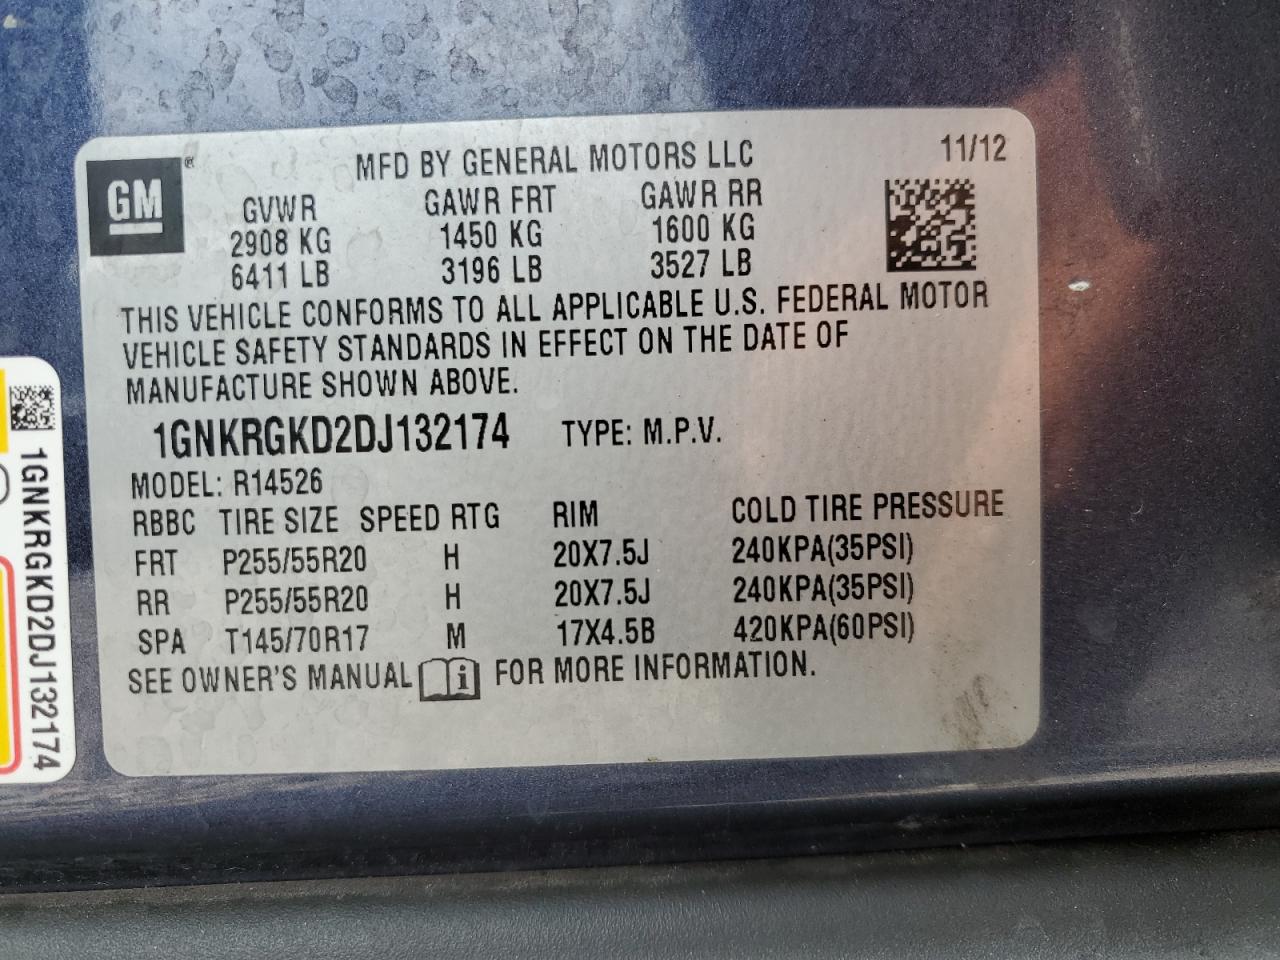 GM
®
MFD BY GENERAL MOTORS LLC
11/12
GVWR GAWR FRT GAWR RR
2908 KG 1450 KG 1600 KG
6411 LB 3196 LB 3527 LB
THIS VEHICLE CONFORMS TO ALL APPLICABLE U.S. FEDERAL MOTOR
VEHICLE SAFETY STANDARDS IN EFFECT ON THE DATE OF
MANUFACTURE SHOWN ABOVE.
1GNKRGKD2DJ132174 TYPE: M.P.V.
MODEL: R14526
RBBC TIRE SIZE SPEED RTG RIM COLD TIRE PRESSURE
FRT P255/55R20 H 20X7.5J 240KPA(35PSI)
RR P255/55R20 H 20X7.5J 240KPA(35PSI)
SPA T145/70R17 M 17X4.5B 420KPA(60PSI)
SEE OWNER'S MANUAL i FOR MORE INFORMATION.
1GNKRGKD2DJ132174